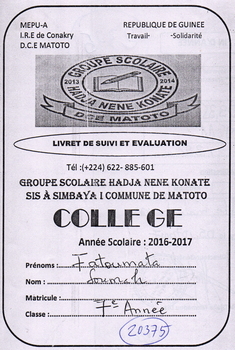 MEPU-A
REPUBLIQUE DE GUINEE
I.R.E de Conakry
Travail- -Solidarité
D.C.E MATOTO
GROUPE SCOLAIRE
2013 2014
HADJA NENE KONATE
DCE MATOTO
LIVRET DE SUIVI ET EVALUATION
Tél :(+224) 622- 885-601
GROUPE SCOLAIRE HADJA NENE KONATE
SIS À SIMBAYA I COMMUNE DE MATOTO
COLLEGE
Année Scolaire : 2016-2017
Prénoms : Fatoumata
Nom : Soumah
Matricule :
Classe : 7e Année
20375